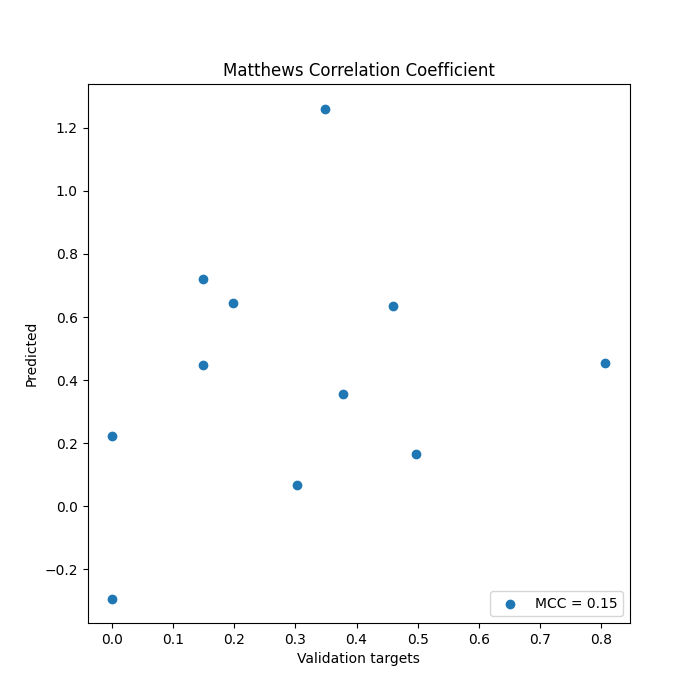 Matthews Correlation Coefficient
1.2
1.0
0.8
0.6
0.4
0.2
0.0
−0.2
Predicted
MCC = 0.15
0.0 0.1 0.2 0.3 0.4 0.5 0.6 0.7 0.8
Validation targets